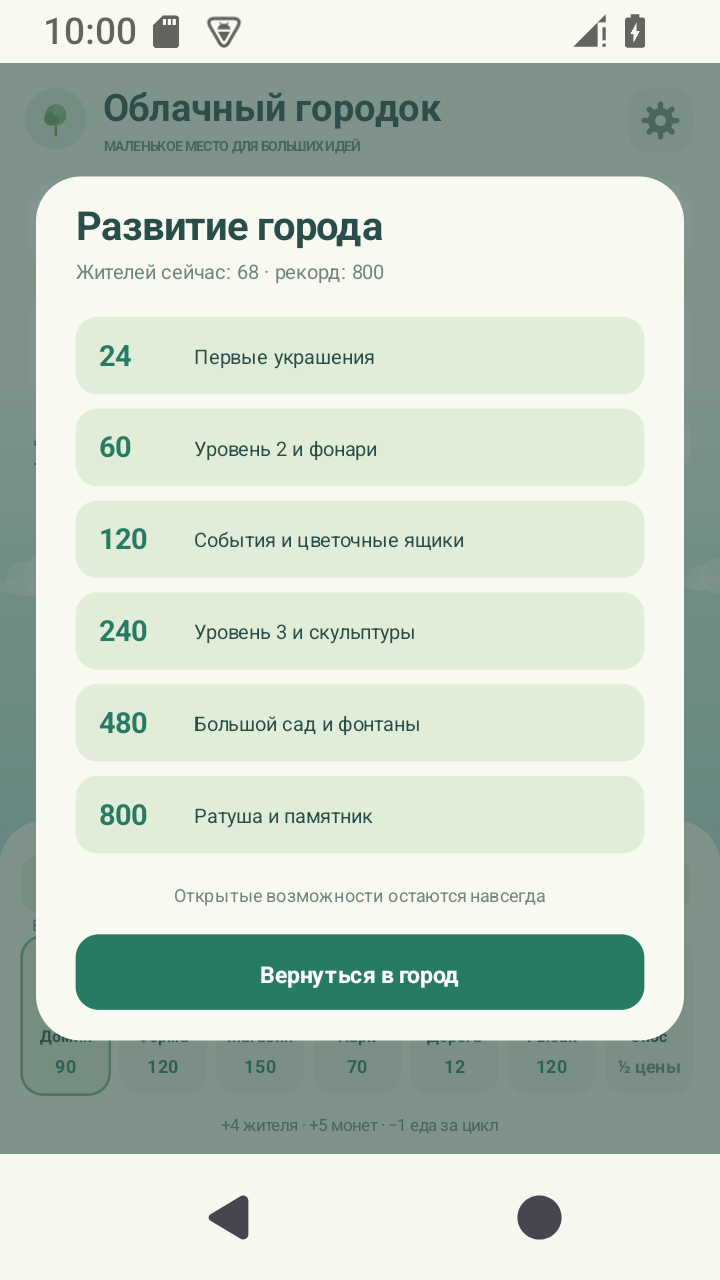 10:00
Облачный городок
МАЛЕНЬКОЕ МЕСТО ДЛЯ БОЛЬШИХ ИДЕЙ
Развитие города
Жителей сейчас: 68 · рекорд: 800
24 Первые украшения
60 Уровень 2 и фонари
120 События и цветочные ящики
240 Уровень 3 и скульптуры
480 Большой сад и фонтаны
800 Ратуша и памятник
Открытые возможности остаются навсегда
Вернуться в город
90 120 150 70 12 120 ½ цены
+4 жителя · +5 монет · −1 еда за цикл